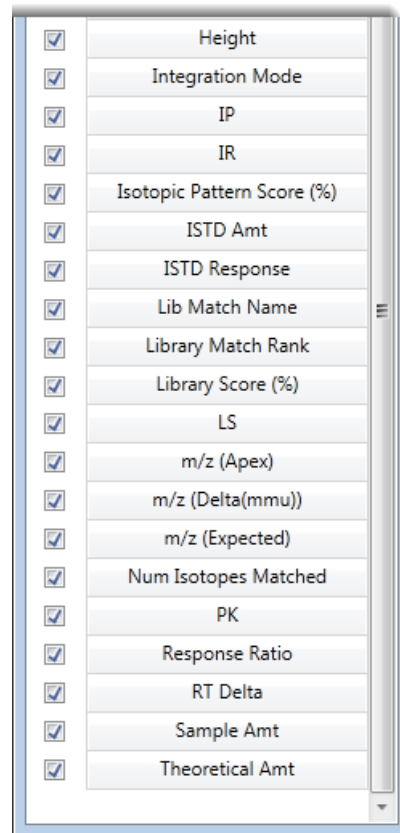 Height
Integration Mode
IP
IR
Isotopic Pattern Score (%)
ISTD Amt
ISTD Response
Lib Match Name
Library Match Rank
Library Score (%)
LS
m/z (Apex)
m/z (Delta(mmu))
m/z (Expected)
Num Isotopes Matched
PK
Response Ratio
RT Delta
Sample Amt
Theoretical Amt